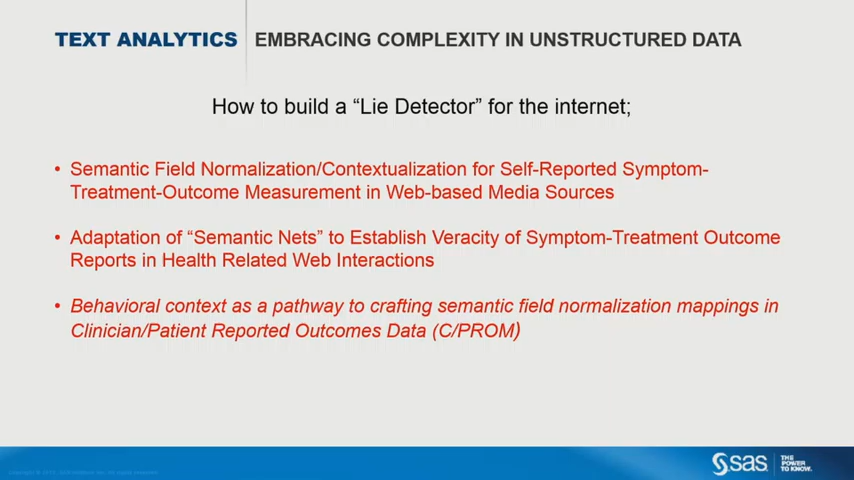 TEXT ANALYTICS EMBRACING COMPLEXITY IN UNSTRUCTURED DATA
How to build a “Lie Detector” for the internet;
• Semantic Field Normalization/Contextualization for Self-Reported Symptom-
Treatment-Outcome Measurement in Web-based Media Sources
• Adaptation of “Semantic Nets” to Establish Veracity of Symptom-Treatment Outcome
Reports in Health Related Web Interactions
• Behavioral context as a pathway to crafting semantic field normalization mappings in
Clinician/Patient Reported Outcomes Data (C/PROM)
sas THE
POWER
TO KNOW.